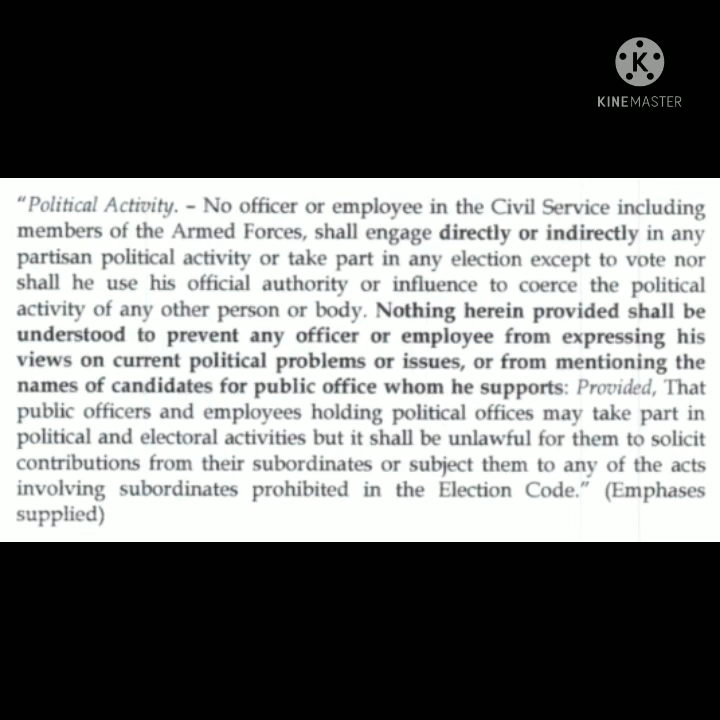 KINEMASTER
"Political Activity. – No officer or employee in the Civil Service including
members of the Armed Forces, shall engage directly or indirectly in any
partisan political activity or take part in any election except to vote nor
shall he use his official authority or influence to coerce the political
activity of any other person or body. Nothing herein provided shall be
understood to prevent any officer or employee from expressing his
views on current political problems or issues, or from mentioning the
names of candidates for public office whom he supports: Provided, That
public officers and employees holding political offices may take part in
political and electoral activities but it shall be unlawful for them to solicit
contributions from their subordinates or subject them to any of the acts
involving subordinates prohibited in the Election Code." (Emphases
supplied)